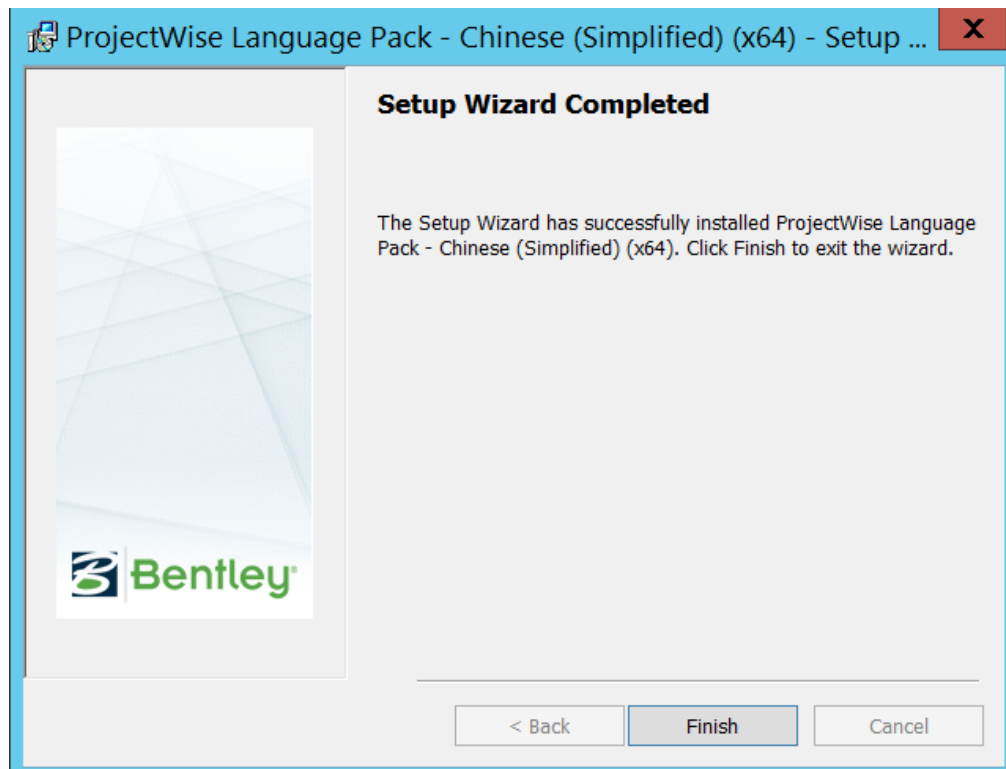 ProjectWise Language Pack - Chinese (Simplified) (x64) - Setup ...
Setup Wizard Completed
The Setup Wizard has successfully installed ProjectWise Language
Pack - Chinese (Simplified) (x64). Click Finish to exit the wizard.
Bentley
< Back
Finish
Cancel